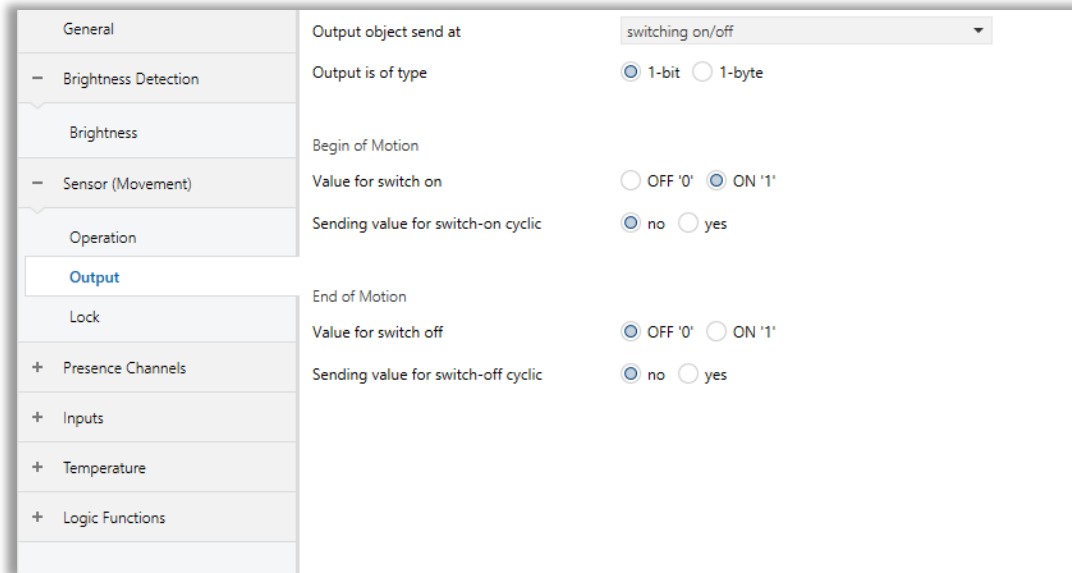 General
Brightness Detection
Brightness
Sensor (Movement)
Operation
Output
Lock
Presence Channels
Inputs
Temperature
Logic Functions
Output object send at switching on/off
Output is of type 1-bit 1-byte
Begin of Motion
Value for switch on OFF '0' ON '1'
Sending value for switch-on cyclic no yes
End of Motion
Value for switch off OFF '0' ON '1'
Sending value for switch-off cyclic no yes